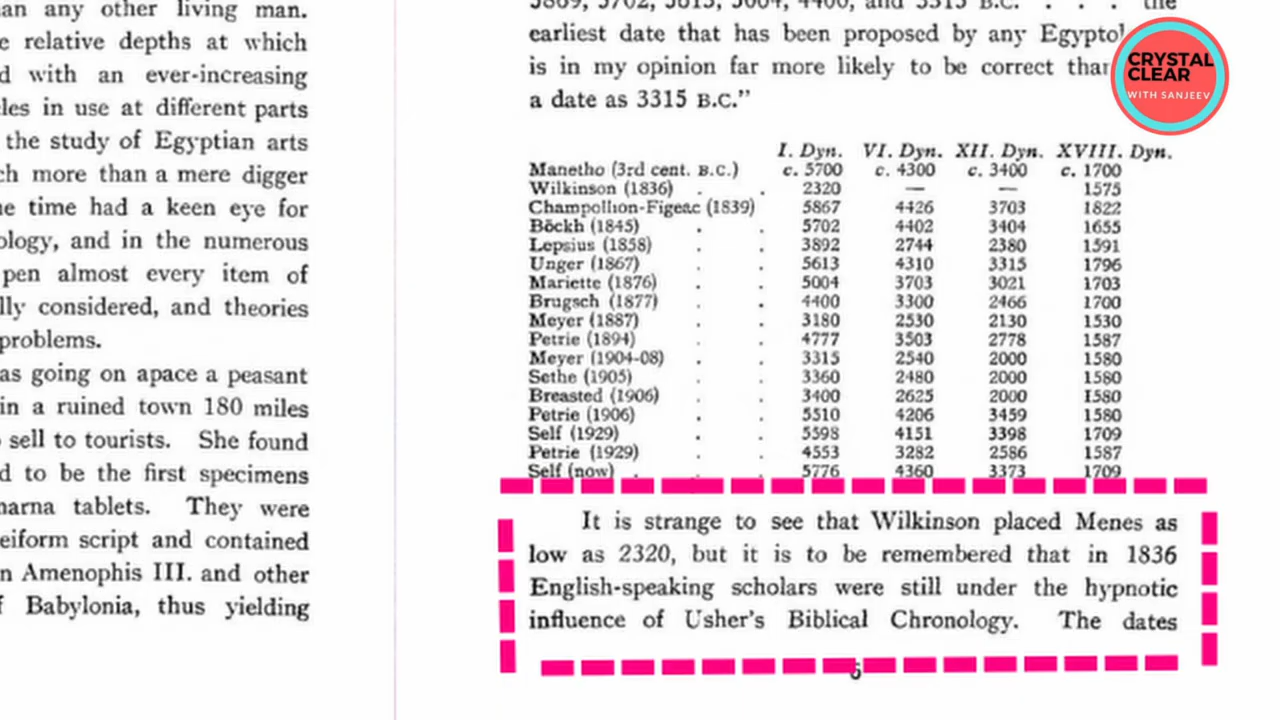 an any other living man.
e relative depths at which
d with an ever-increasing
les in use at different parts
the study of Egyptian arts
ch more than a mere digger
e time had a keen eye for
ology, and in the numerous
pen almost every item of
lly considered, and theories
problems.
as going on apace a peasant
in a ruined town 180 miles
sell to tourists. She found
d to be the first specimens
narna tablets. They were
eiform script and contained
n Amenophis III. and other
f Babylonia, thus yielding
5869, 5702, 5613, 5004, 4400, and 3315 B.C. . . . the
earliest date that has been proposed by any Egyptol
is in my opinion far more likely to be correct than
a date as 3315 B.C."
I. Dyn. VI. Dyn. XII. Dyn. XVIII. Dyn.
Manetho (3rd cent. B.C.) c. 5700 c. 4300 c. 3400 c. 1700
Wilkinson (1836) . . 2320 — — 1575
Champollion-Figeac (1839) 5867 4426 3703 1822
Böckh (1845) . . 5702 4402 3404 1655
Lepsius (1858) . . 3892 2744 2380 1591
Unger (1867) . . 5613 4310 3315 1796
Mariette (1876) . . 5004 3703 3021 1703
Brugsch (1877) . . 4400 3300 2466 1700
Meyer (1887) . . 3180 2530 2130 1530
Petrie (1894) . . 4777 3503 2778 1587
Meyer (1904-08) . . 3315 2540 2000 1580
Sethe (1905) . . 3360 2480 2000 1580
Breasted (1906) . . 3400 2625 2000 1580
Petrie (1906) . . 5510 4206 3459 1580
Self (1929) . . 5598 4151 3398 1709
Petrie (1929) . . 4553 3282 2586 1587
Self (now) . . 5776 4360 3373 1709
It is strange to see that Wilkinson placed Menes as
low as 2320, but it is to be remembered that in 1836
English-speaking scholars were still under the hypnotic
influence of Usher's Biblical Chronology. The dates
5
CRYSTAL
CLEAR
WITH SANJEEV